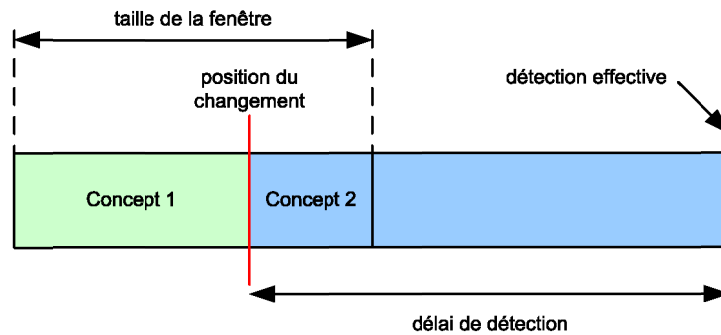 taille de la fenêtre
position du
changement
détection effective
Concept 1
Concept 2
délai de détection